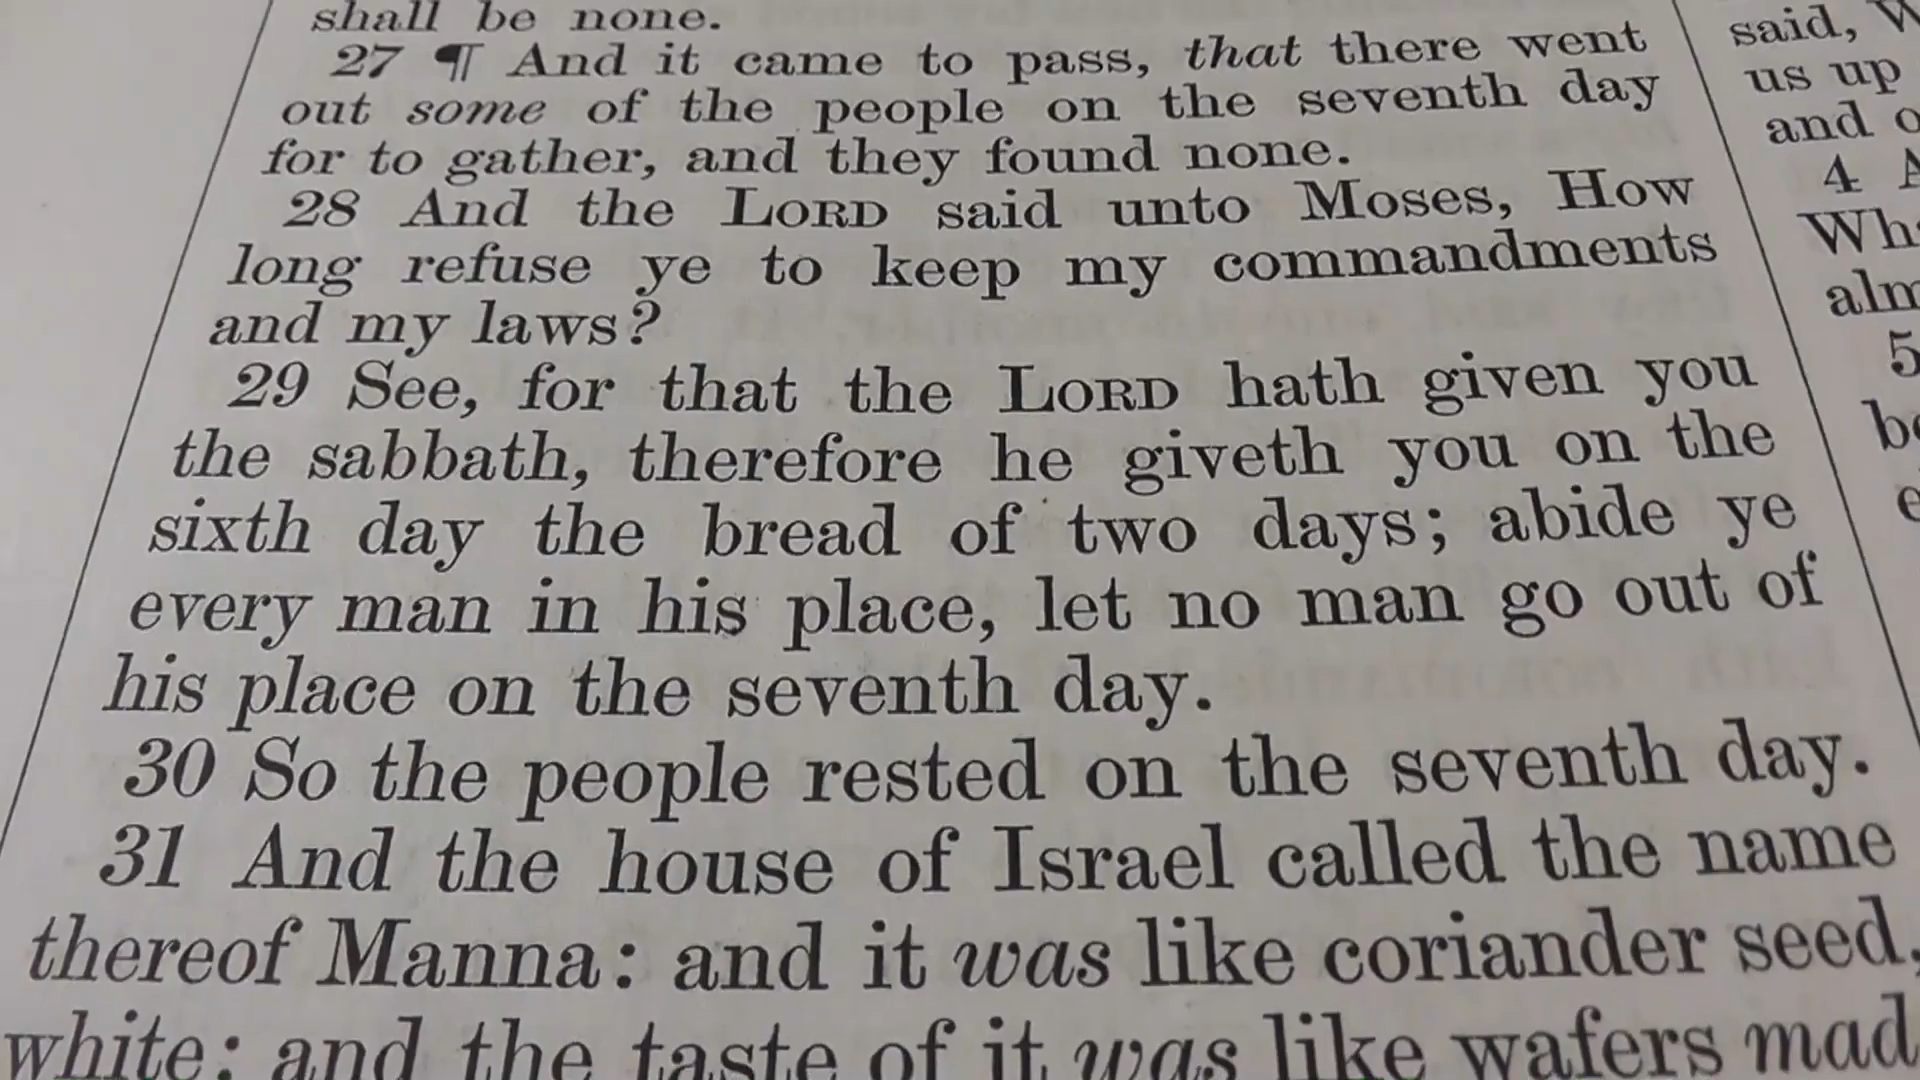 shall be none.
27 ¶ And it came to pass, that there went
out some of the people on the seventh day
for to gather, and they found none.
28 And the LORD said unto Moses, How
long refuse ye to keep my commandments
and my laws?
29 See, for that the LORD hath given you
the sabbath, therefore he giveth you on the
sixth day the bread of two days; abide ye
every man in his place, let no man go out of
his place on the seventh day.
30 So the people rested on the seventh day.
31 And the house of Israel called the name
thereof Manna: and it was like coriander seed,
white; and the taste of it was like wafers mad
said,
us up
and
4
5